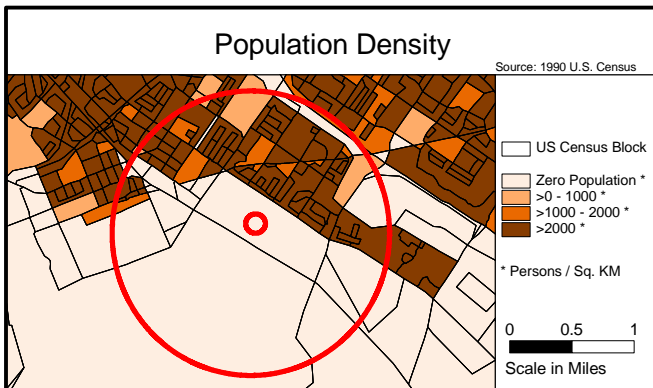 Population Density
Source: 1990 U.S. Census
US Census Block
Zero Population *
>0 - 1000 *
>1000 - 2000 *
>2000 *
* Persons / Sq. KM
0 0.5 1
Scale in Miles